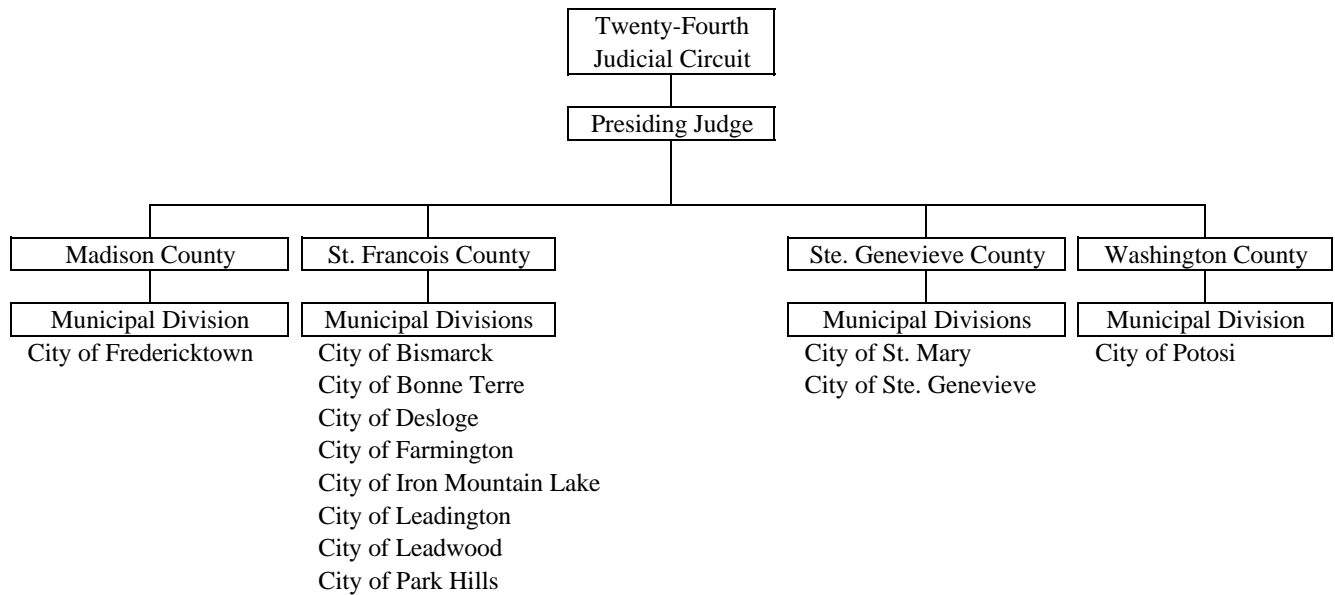 Twenty-Fourth
Judicial Circuit
Presiding Judge
Madison County
St. Francois County
Ste. Genevieve County
Washington County
Municipal Division
Municipal Divisions
Municipal Divisions
Municipal Division
City of Fredericktown
City of Bismarck
City of Bonne Terre
City of Desloge
City of Farmington
City of Iron Mountain Lake
City of Leadington
City of Leadwood
City of Park Hills
City of St. Mary
City of Ste. Genevieve
City of Potosi